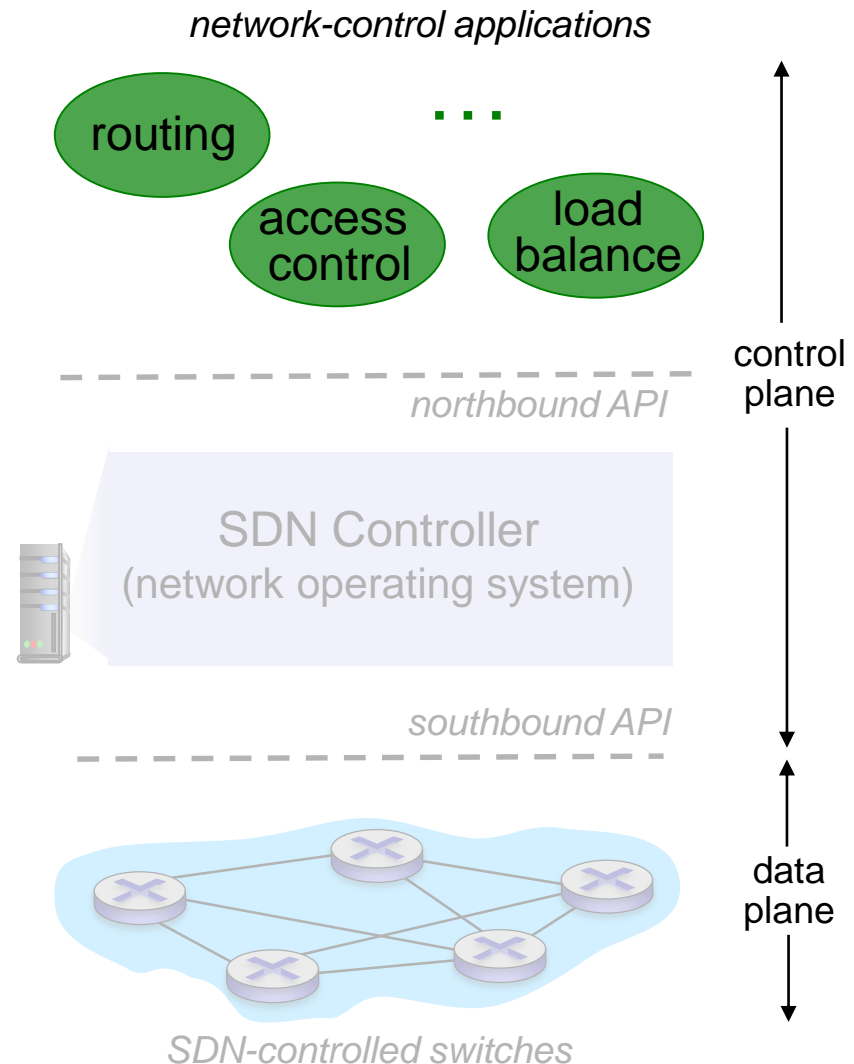 network-control applications
routing
...
access
control
load
balance
control
plane
northbound API
SDN Controller
(network operating system)
southbound API
data
plane
SDN-controlled switches